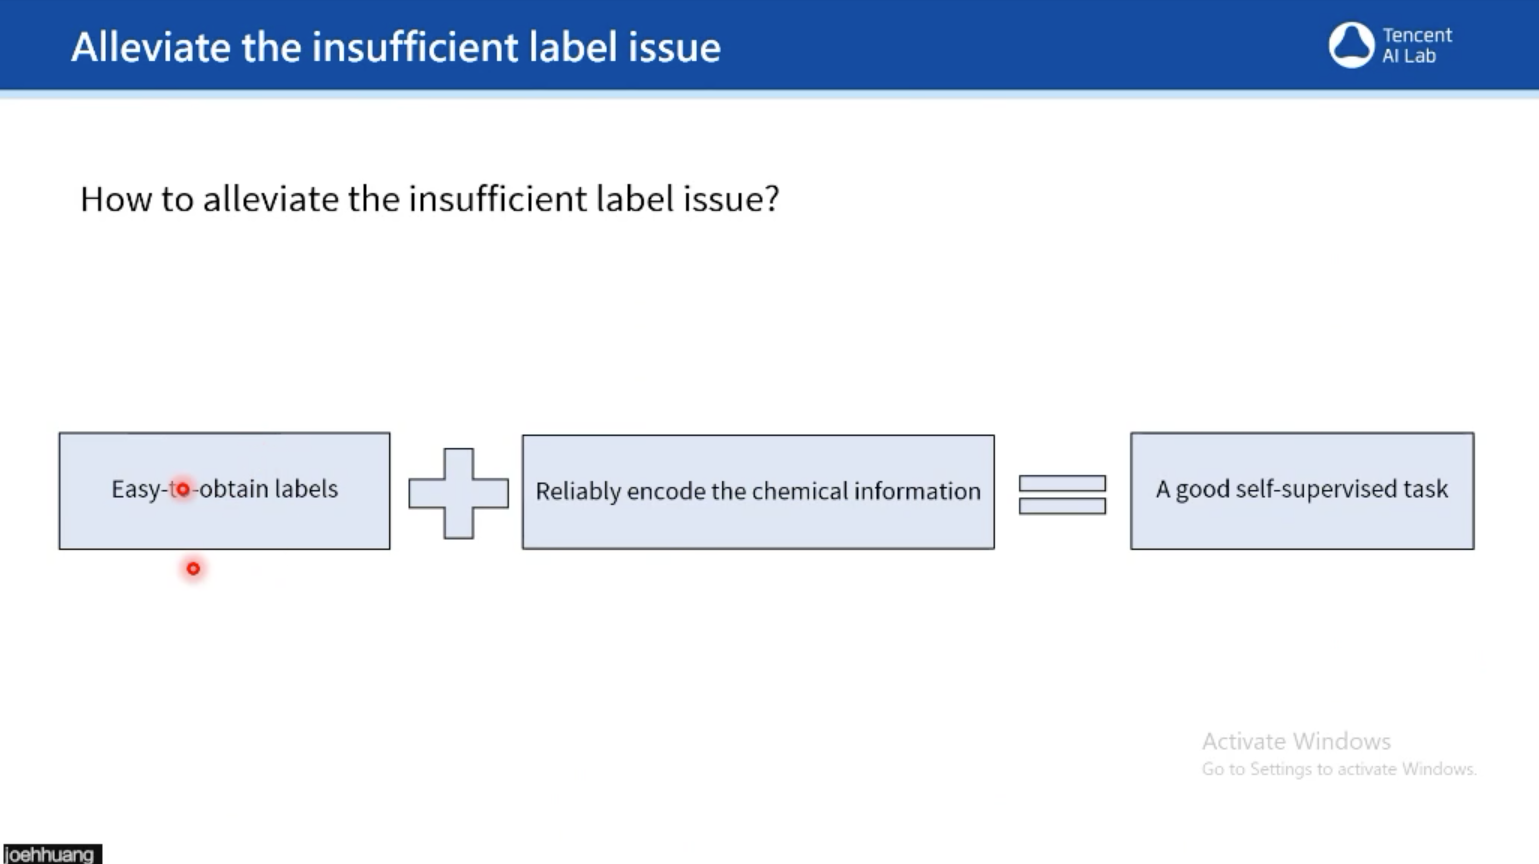 Alleviate the insufficient label issue
Tencent
AI Lab
How to alleviate the insufficient label issue?
Easy-to-obtain labels
Reliably encode the chemical information
A good self-supervised task
Activate Windows
Go to Settings to activate Windows.
joehhuang